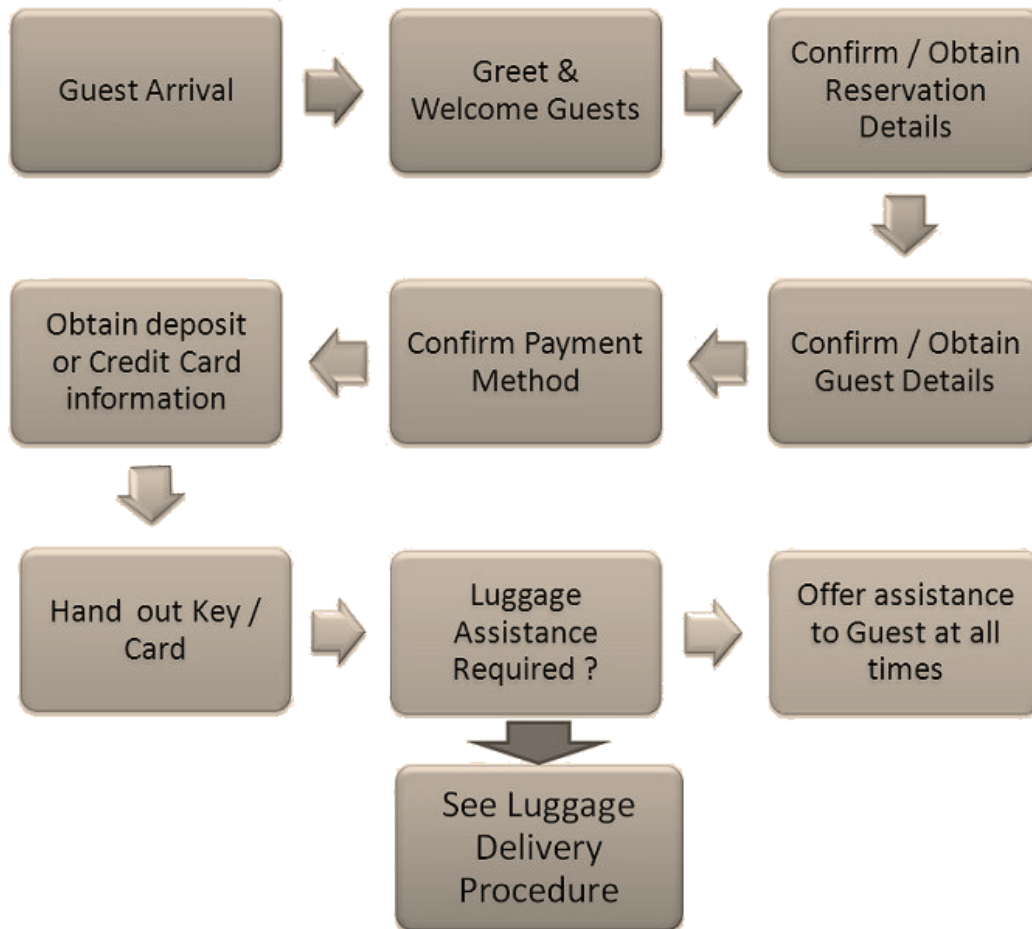 Guest Arrival
Greet &
Welcome Guests
Confirm / Obtain
Reservation
Details
Obtain deposit
or Credit Card
information
Confirm Payment
Method
Confirm / Obtain
Guest Details
Hand out Key /
Card
Luggage
Assistance
Required ?
Offer assistance
to Guest at all
times
See Luggage
Delivery
Procedure